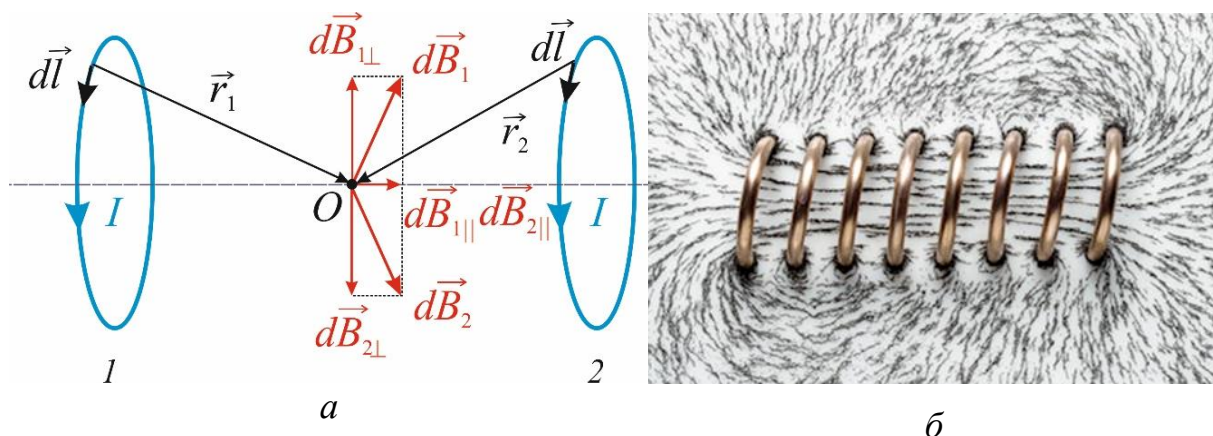 dB⃗₁⊥
dB⃗₁
dl⃗
dl⃗
r⃗₁
r⃗₂
I
O
dB⃗₁||
dB⃗₂||
I
dB⃗₂⊥
dB⃗₂
1
2
а
б